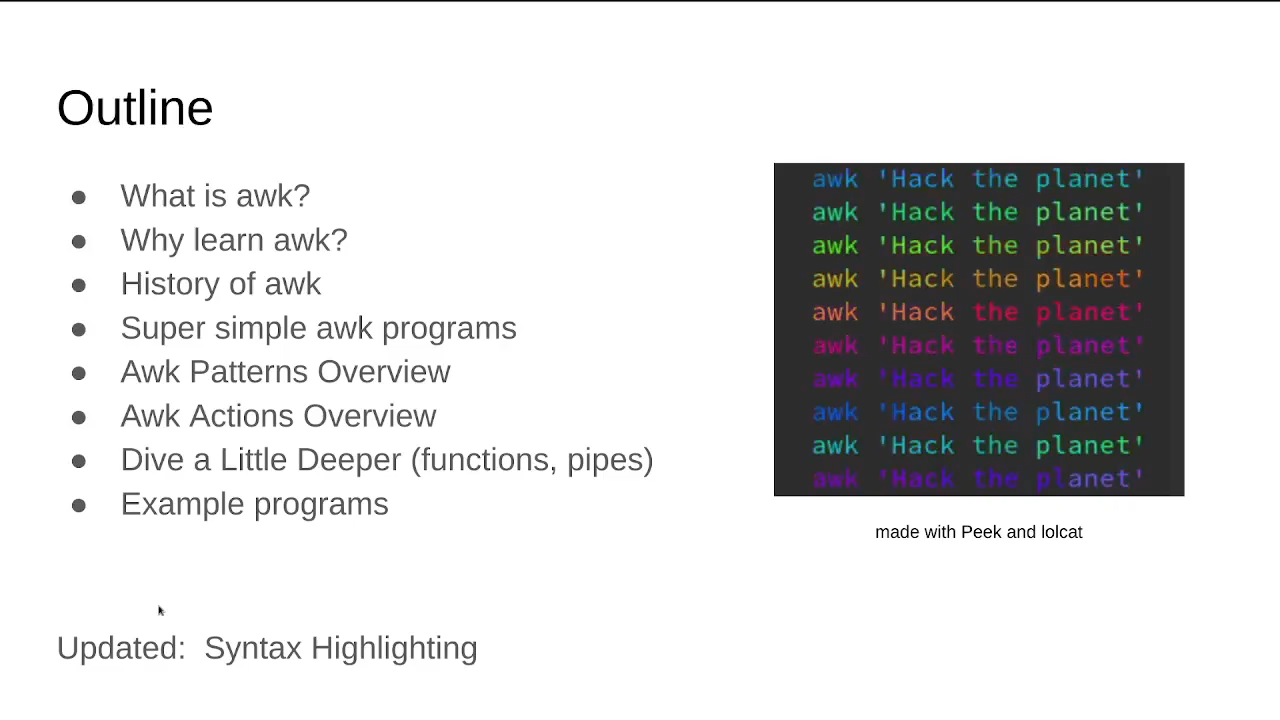 Outline
● What is awk?
● Why learn awk?
● History of awk
● Super simple awk programs
● Awk Patterns Overview
● Awk Actions Overview
● Dive a Little Deeper (functions, pipes)
● Example programs
awk 'Hack the planet'
awk 'Hack the planet'
awk 'Hack the planet'
awk 'Hack the planet'
awk 'Hack the planet'
awk 'Hack the planet'
awk 'Hack the planet'
awk 'Hack the planet'
awk 'Hack the planet'
awk 'Hack the planet'
made with Peek and lolcat
Updated:  Syntax Highlighting